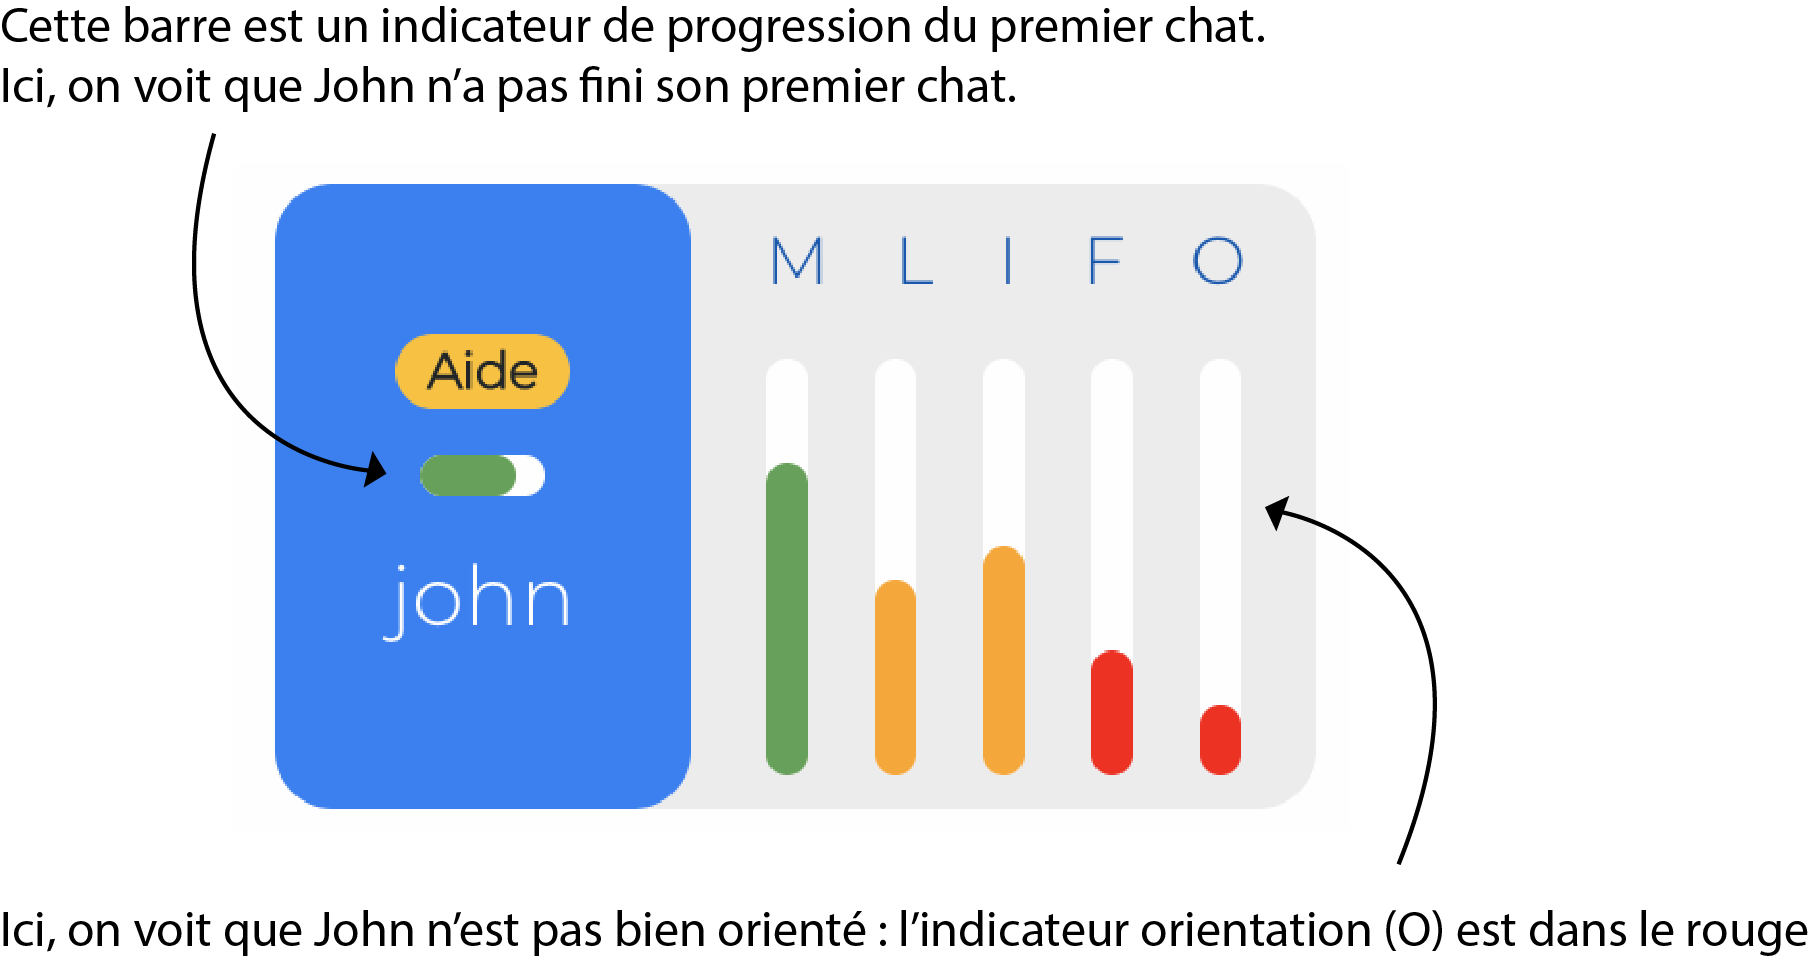 Cette barre est un indicateur de progression du premier chat.
Ici, on voit que John n’a pas fini son premier chat.
M L I F O
Aide
john
Ici, on voit que John n’est pas bien orienté : l’indicateur orientation (O) est dans le rouge